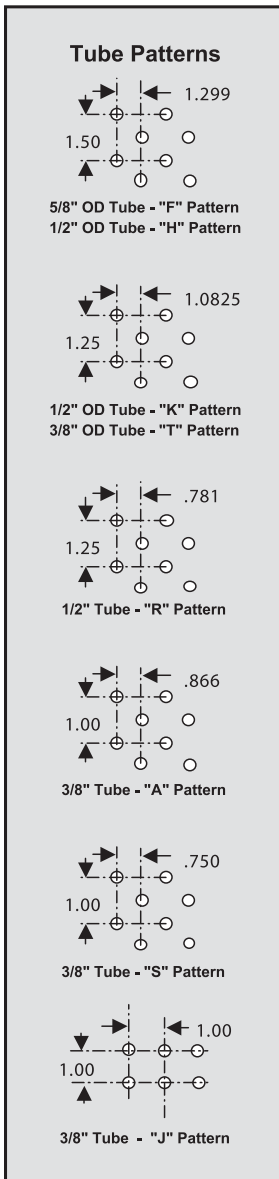 Tube Patterns
1.299
1.50
5/8" OD Tube - "F" Pattern
1/2" OD Tube - "H" Pattern
1.0825
1.25
1/2" OD Tube - "K" Pattern
3/8" OD Tube - "T" Pattern
.781
1.25
1/2" Tube - "R" Pattern
.866
1.00
3/8" Tube - "A" Pattern
.750
1.00
3/8" Tube - "S" Pattern
1.00
1.00
3/8" Tube - "J" Pattern